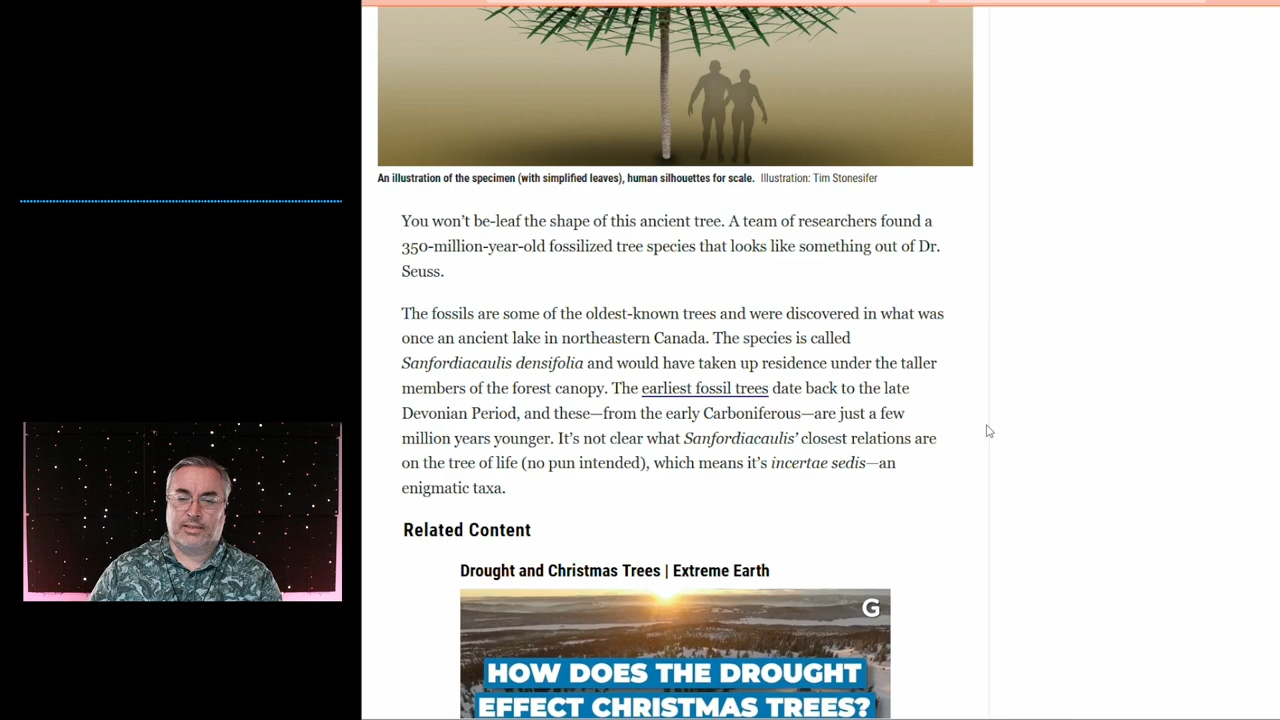 An illustration of the specimen (with simplified leaves), human silhouettes for scale. Illustration: Tim Stonesifer
You won’t be-leaf the shape of this ancient tree. A team of researchers found a
350-million-year-old fossilized tree species that looks like something out of Dr.
Seuss.
The fossils are some of the oldest-known trees and were discovered in what was
once an ancient lake in northeastern Canada. The species is called
Sanfordiacaulis densifolia and would have taken up residence under the taller
members of the forest canopy. The earliest fossil trees date back to the late
Devonian Period, and these—from the early Carboniferous—are just a few
million years younger. It’s not clear what Sanfordiacaulis’ closest relations are
on the tree of life (no pun intended), which means it’s incertae sedis—an
enigmatic taxa.
Related Content
Drought and Christmas Trees | Extreme Earth
G
HOW DOES THE DROUGHT
EFFECT CHRISTMAS TREES?